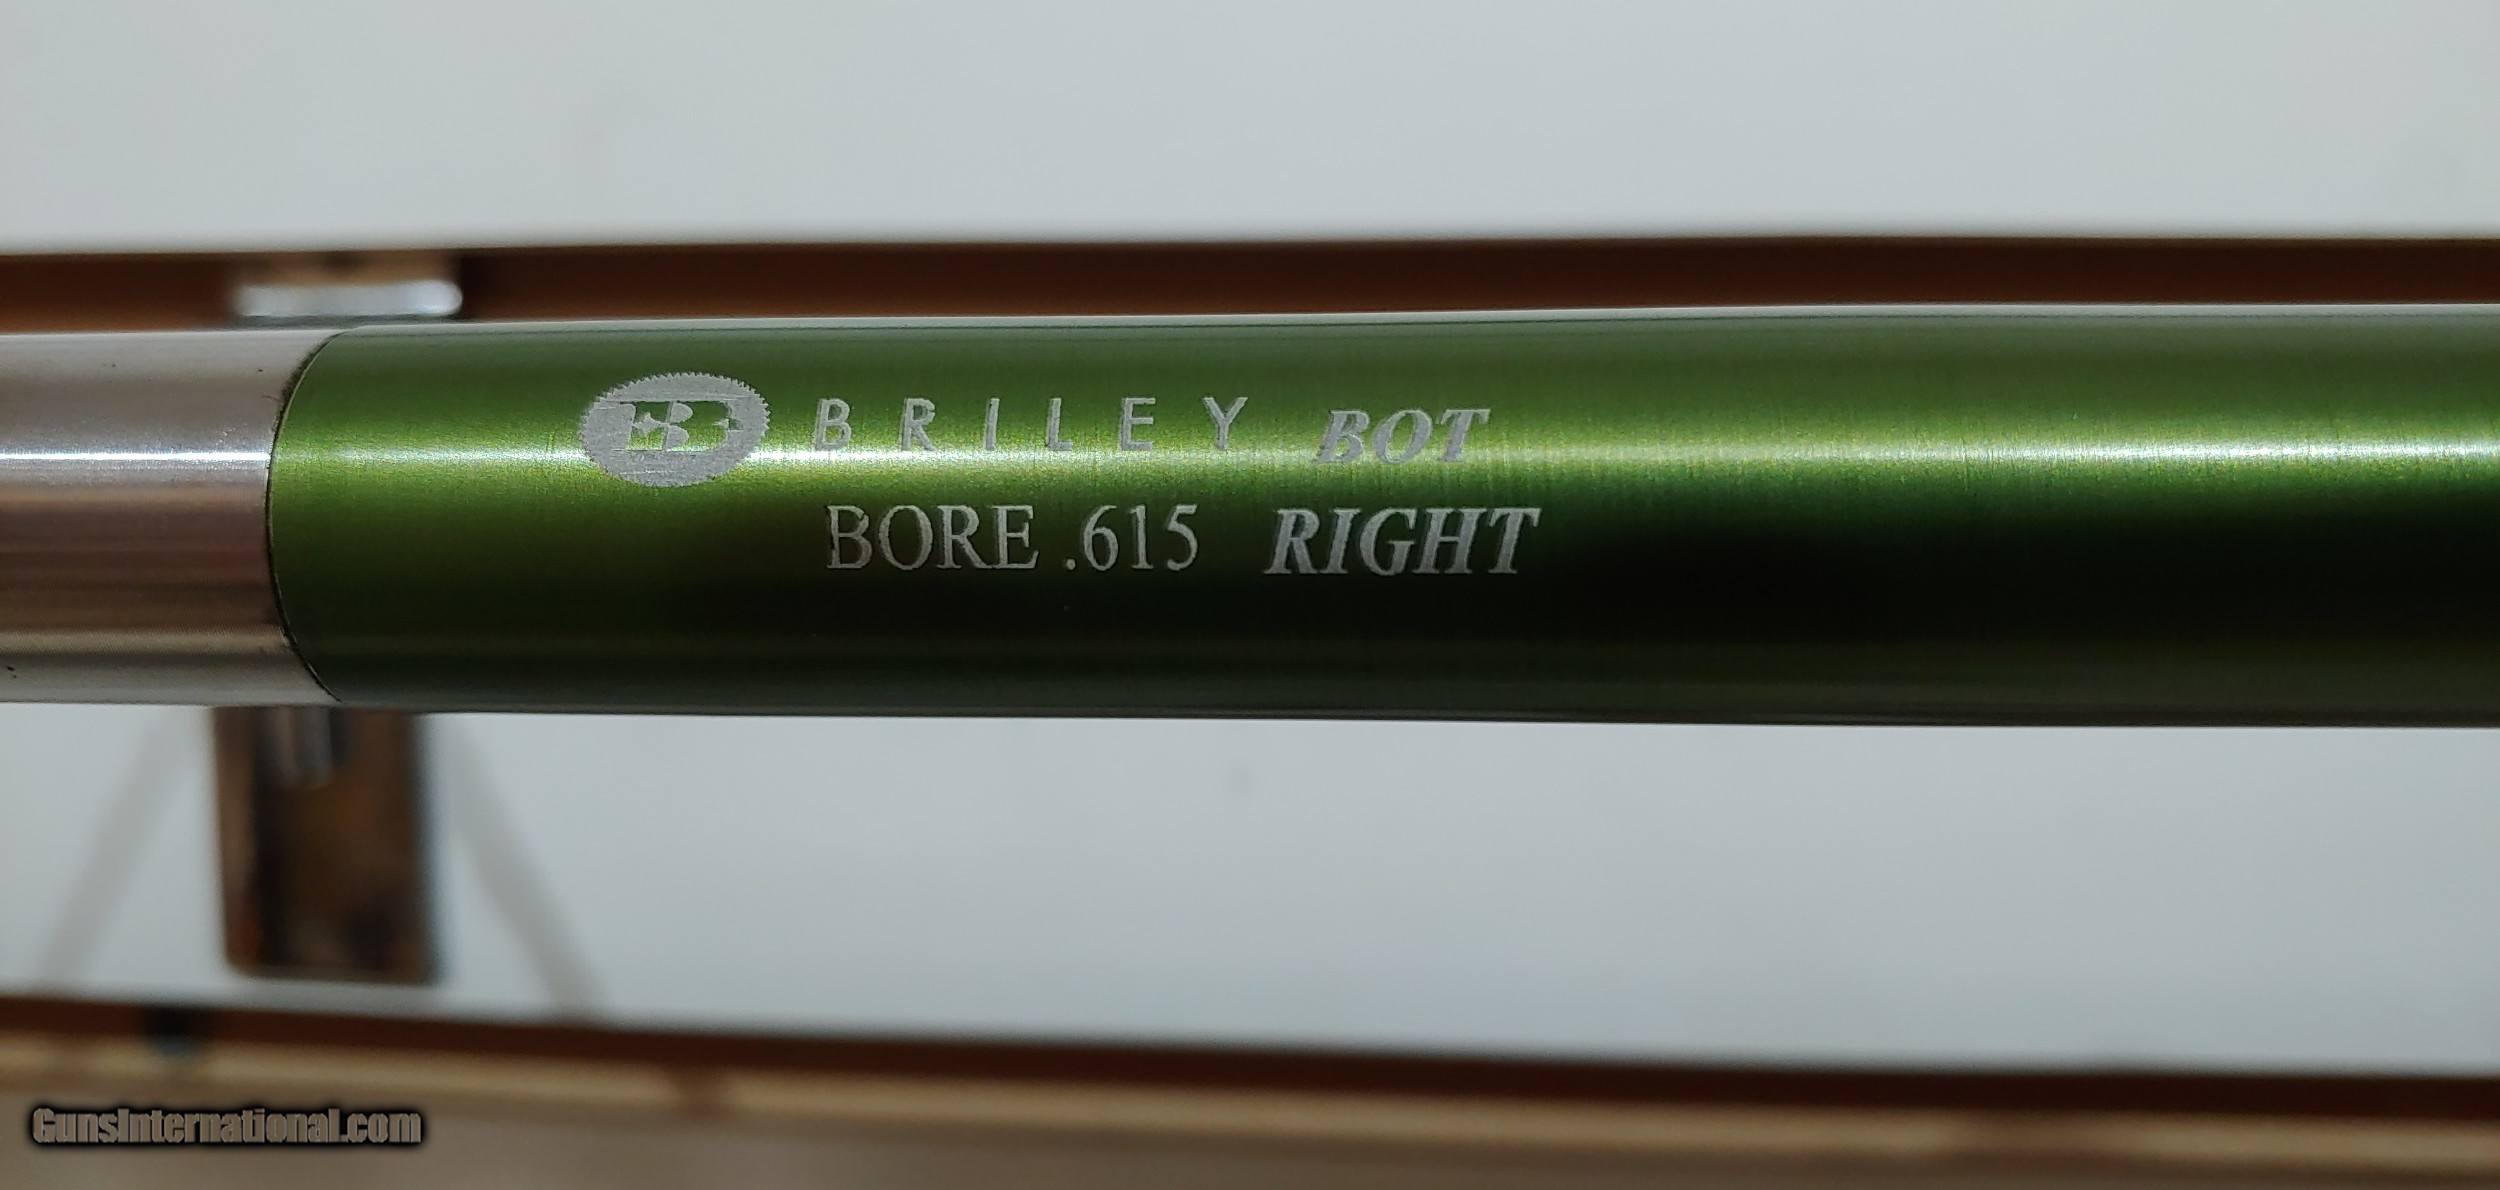 B BRILEY BOT
BORE .615 RIGHT
GunsInternational.com